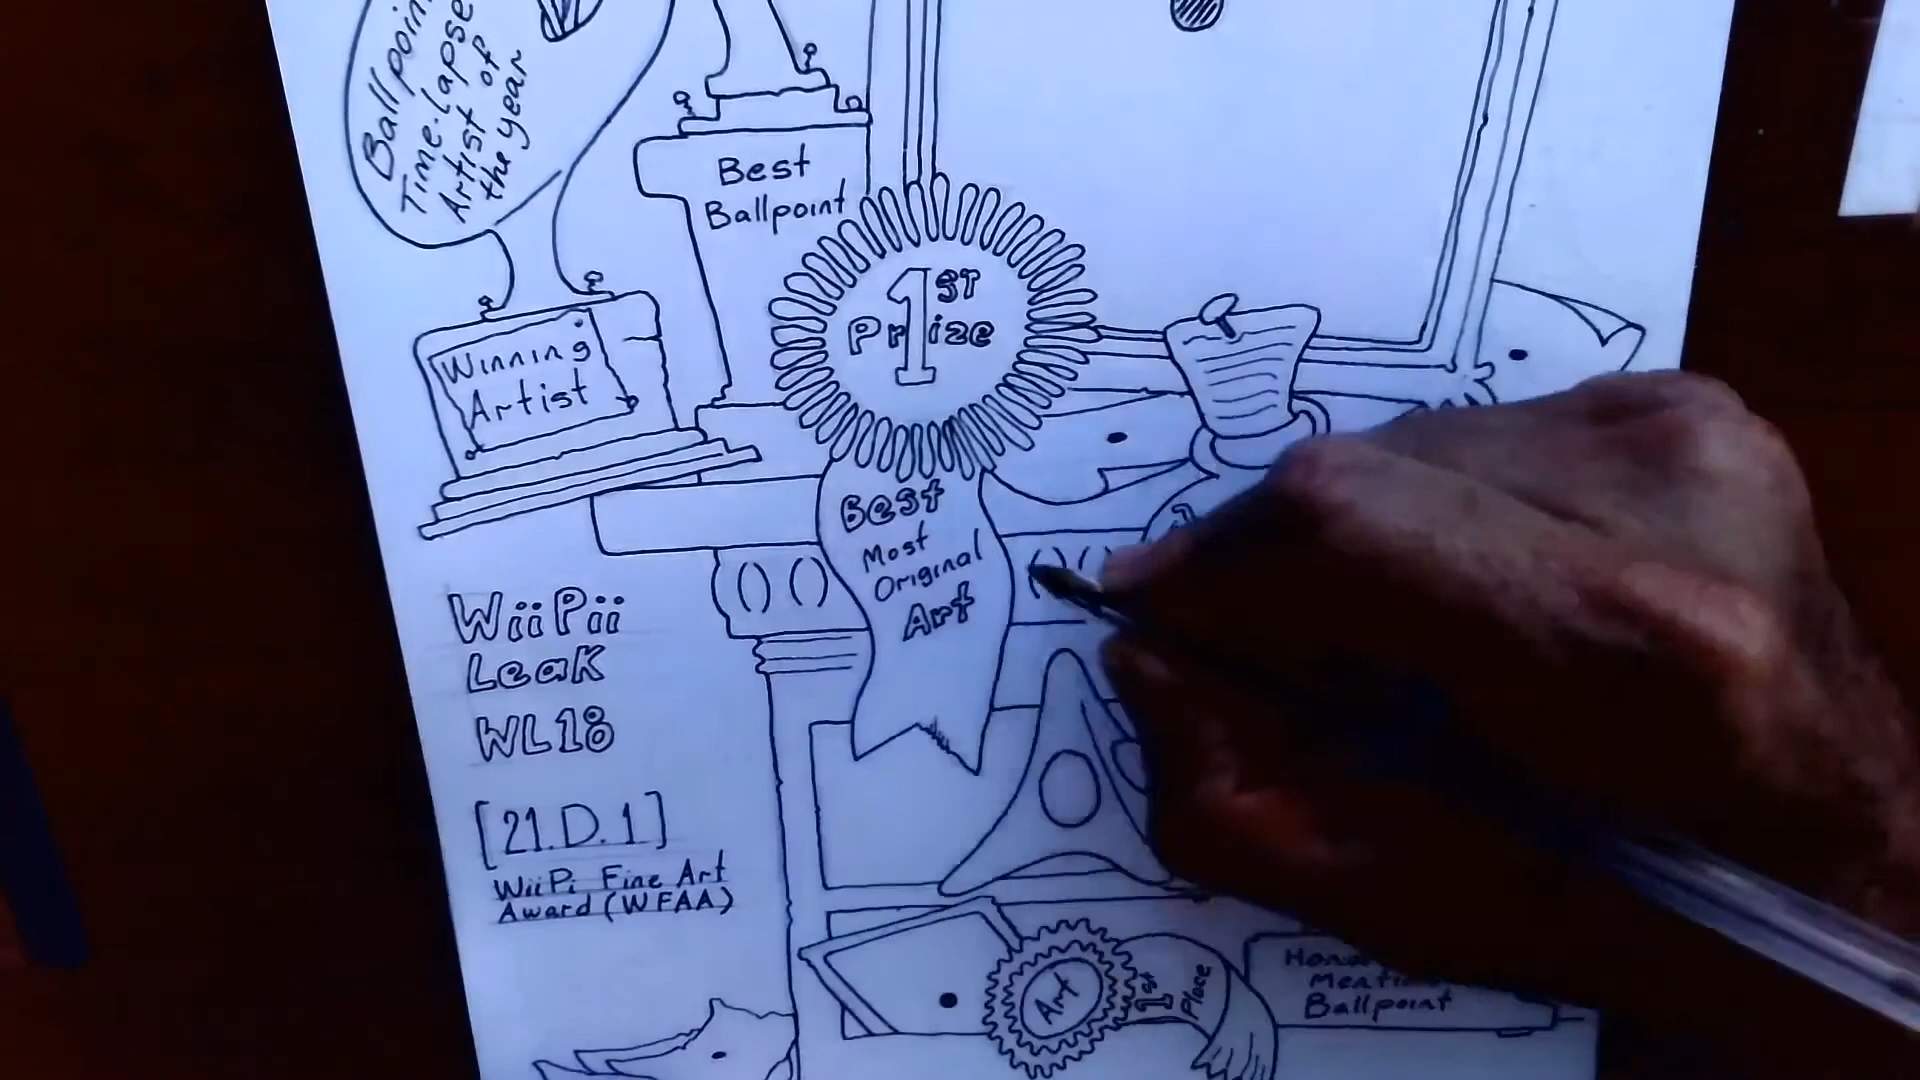 Ballpoint
Time-lapse
Artist of
the year
Best
Ballpoint
1ST
Prize
Winning
Artist
Best
Most
Original
Art
WiiPii
Leak
WL18
[21.D.1]
WiiPi Fine Art
Award (WFAA)
Art
1st
Place
Ballpoint